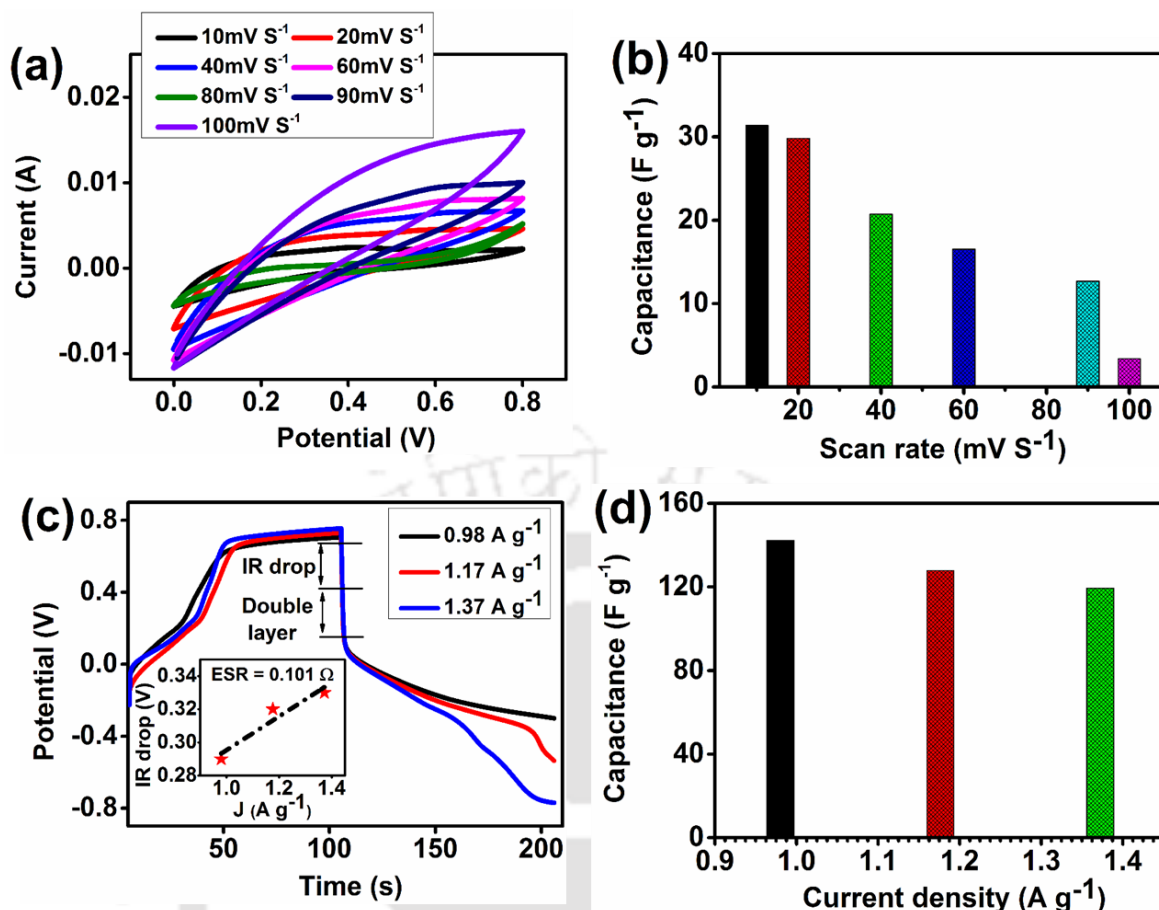 (a)
10mV S⁻¹ 20mV S⁻¹
40mV S⁻¹ 60mV S⁻¹
80mV S⁻¹ 90mV S⁻¹
100mV S⁻¹
0.02
0.01
0.00
-0.01
Current (A)
0.0 0.2 0.4 0.6 0.8
Potential (V)
(b)
40
30
20
10
0
Capacitance (F g⁻¹)
20 40 60 80 100
Scan rate (mV S⁻¹)
(c)
0.98 A g⁻¹
1.17 A g⁻¹
1.37 A g⁻¹
IR drop
Double
layer
0.8
0.4
0.0
-0.4
-0.8
Potential (V)
ESR = 0.101 Ω
0.34
0.32
0.30
0.28
IR drop (V)
1.0 1.2 1.4
J (A g⁻¹)
50 100 150 200
Time (s)
(d)
160
120
80
40
0
Capacitance (F g⁻¹)
0.9 1.0 1.1 1.2 1.3 1.4
Current density (A g⁻¹)